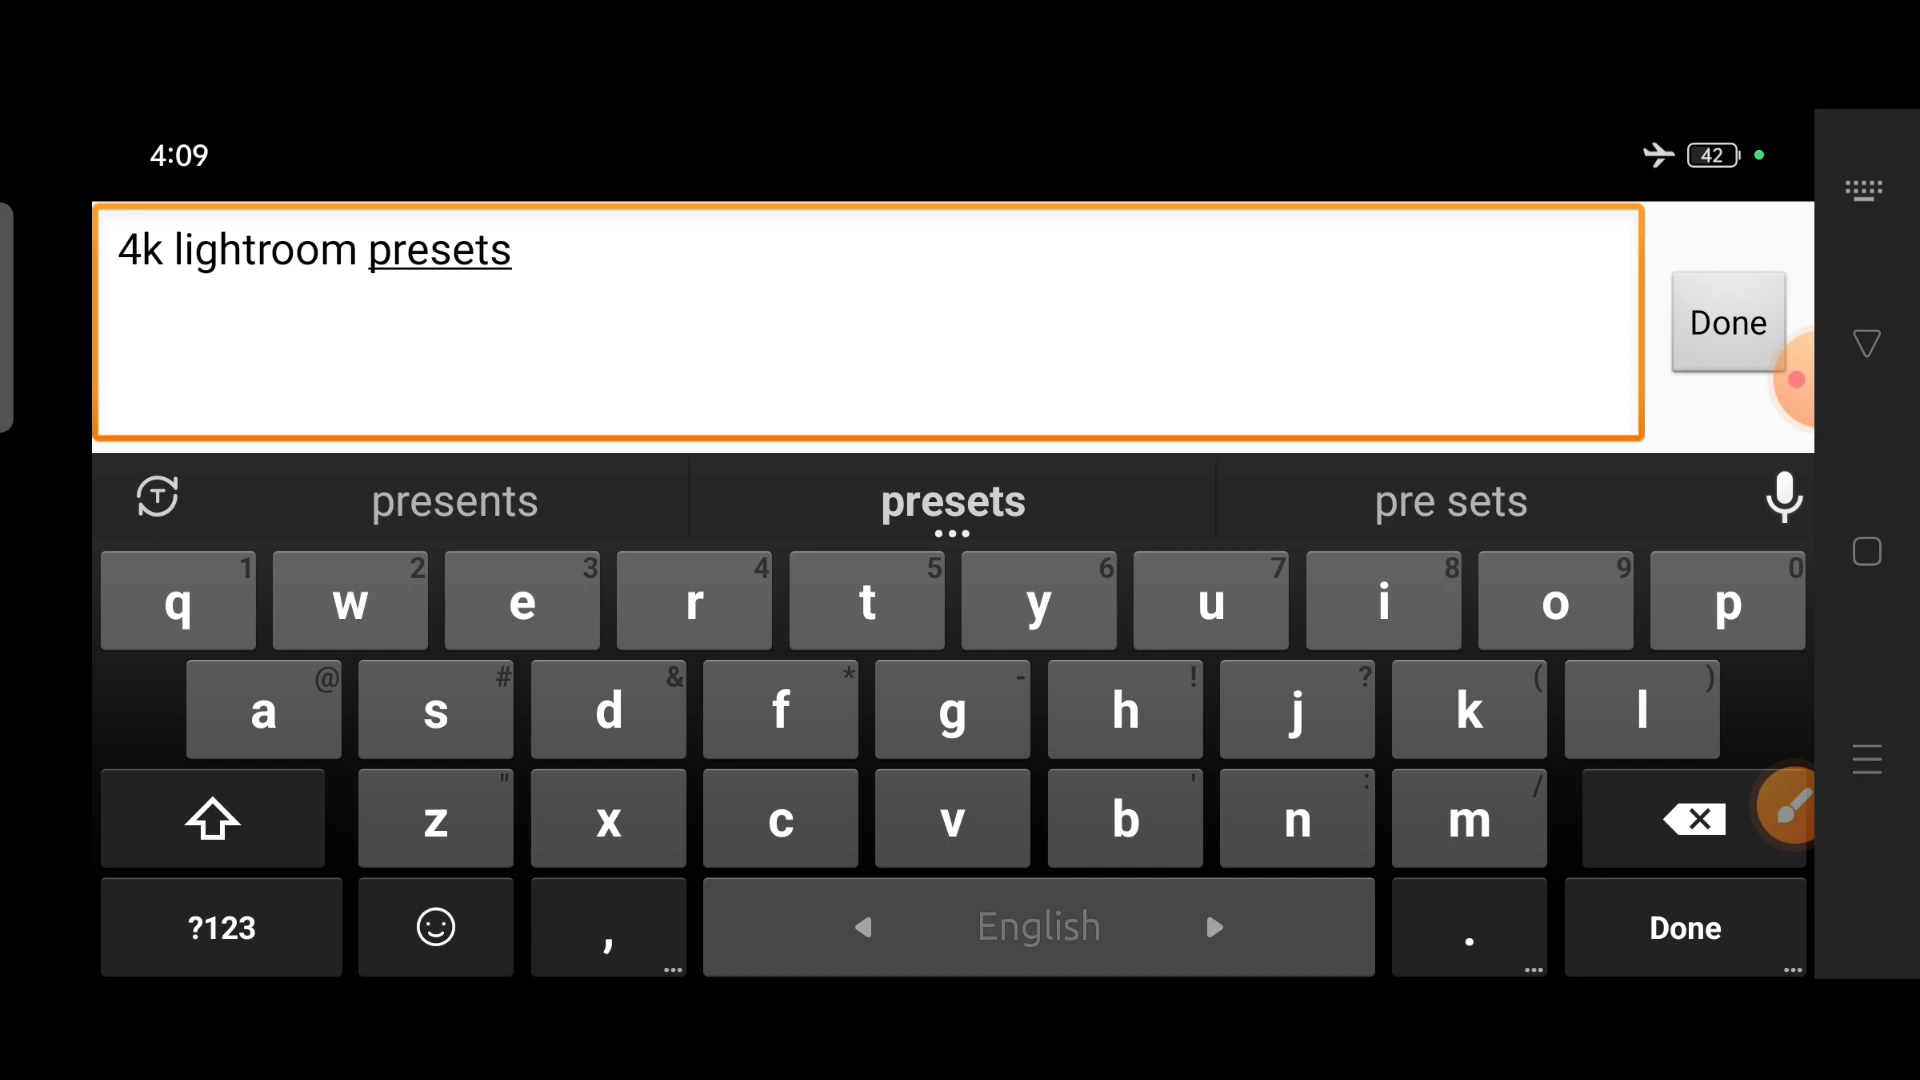 4:09
42
4k lightroom presets
Done
presents presets pre sets
q 1 w 2 e 3 r 4 t 5 y 6 u 7 i 8 o 9 p 0
a @ s # d & f * g - h ! j ? k ( l )
z " x c v b ' n : m /
?123 , English . Done